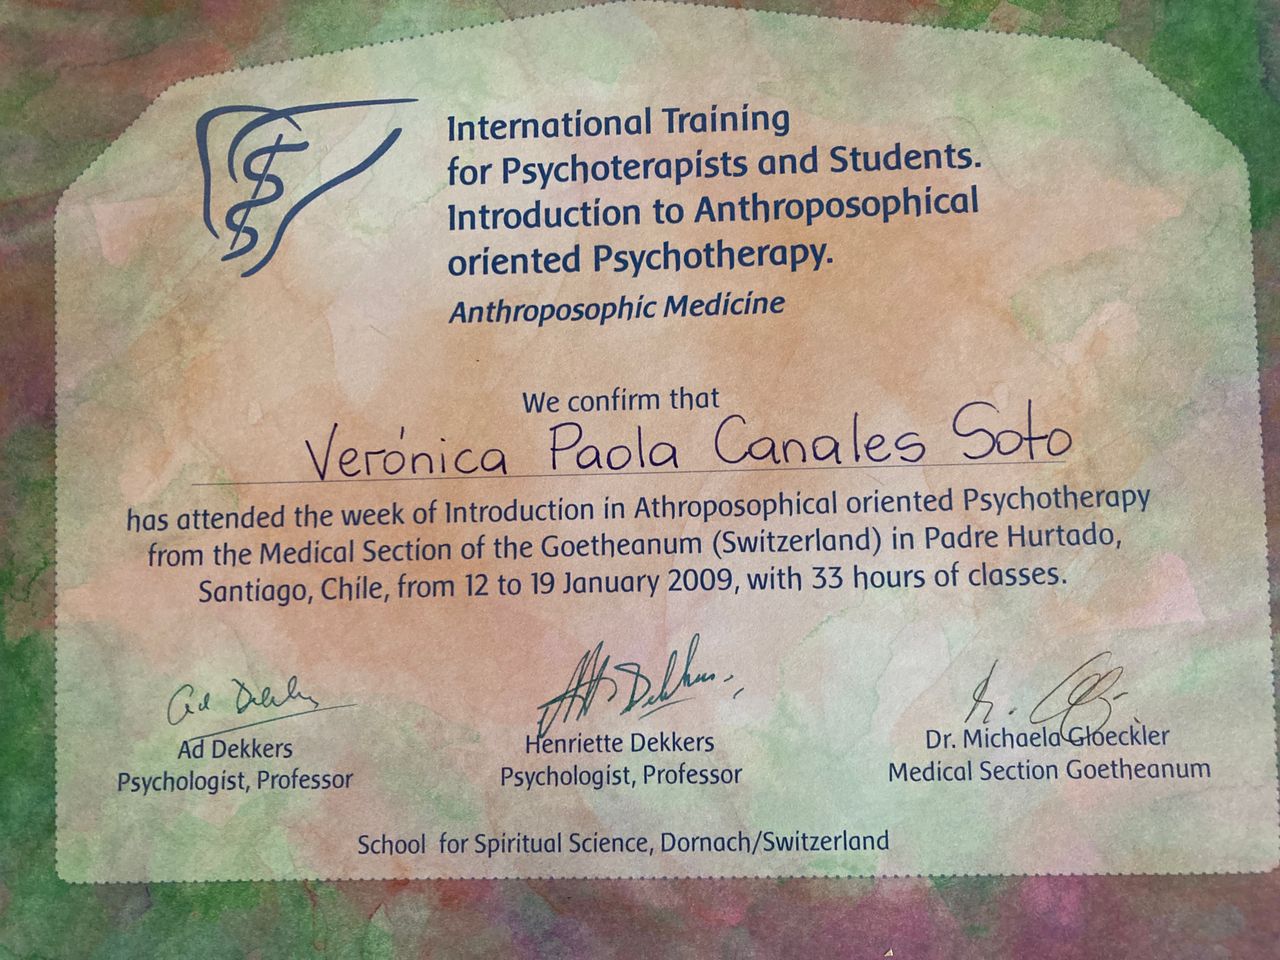 International Training
for Psychoterapists and Students.
Introduction to Anthroposophical
oriented Psychotherapy.
Anthroposophic Medicine
We confirm that
Verónica Paola Canales Soto
has attended the week of Introduction in Athroposophical oriented Psychotherapy
from the Medical Section of the Goetheanum (Switzerland) in Padre Hurtado,
Santiago, Chile, from 12 to 19 January 2009, with 33 hours of classes.
Ad Dekkers
Psychologist, Professor
Henriette Dekkers
Psychologist, Professor
Dr. Michaela Gloeckler
Medical Section Goetheanum
School for Spiritual Science, Dornach/Switzerland